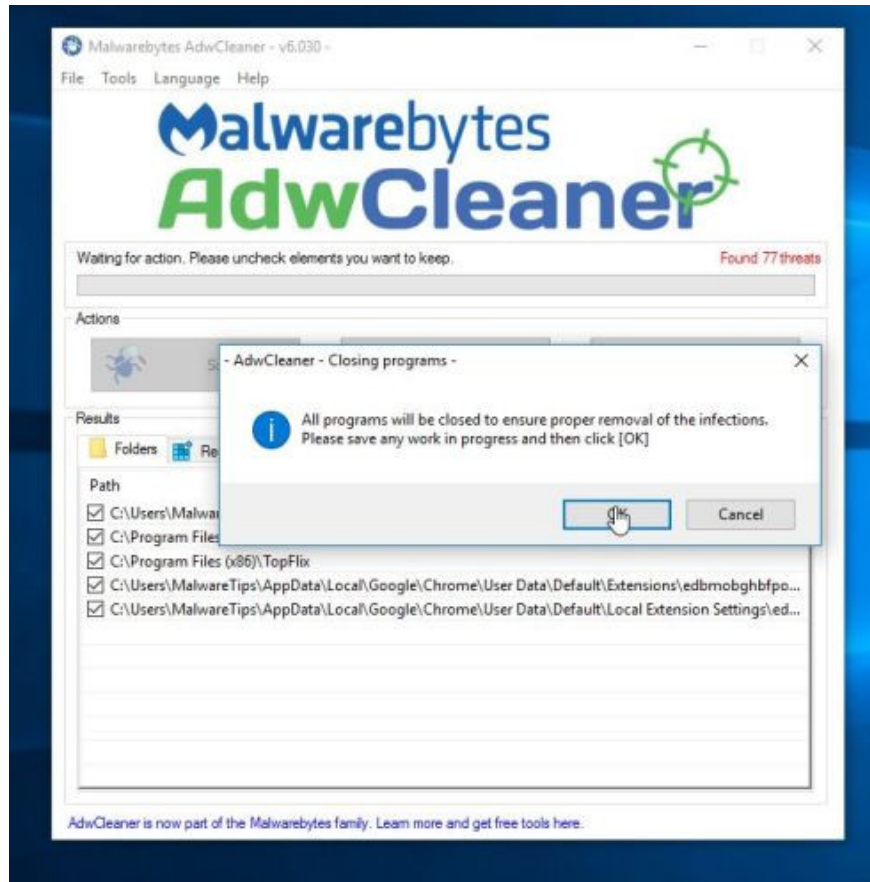 Malwarebytes AdwCleaner - v6.030 -
File Tools Language Help
Malwarebytes
AdwCleaner
Waiting for action. Please uncheck elements you want to keep.
Found 77 threats
Actions
- AdwCleaner - Closing programs -
All programs will be closed to ensure proper removal of the infections.
Please save any work in progress and then click [OK]
OK Cancel
Results
Folders
Path
C:\Users\Malwar
C:\Program Files
C:\Program Files (x86)\TopFlix
C:\Users\MalwareTips\AppData\Local\Google\Chrome\User Data\Default\Extensions\edbmobghbfpo...
C:\Users\MalwareTips\AppData\Local\Google\Chrome\User Data\Default\Local Extension Settings\ed...
AdwCleaner is now part of the Malwarebytes family. Learn more and get free tools here.